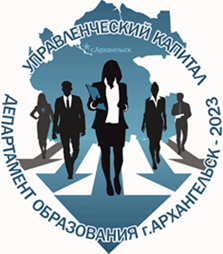 УПРАВЛЕНЧЕСКИЙ КАПИТАЛ
г.Архангельск
ДЕПАРТАМЕНТ ОБРАЗОВАНИЯ г.АРХАНГЕЛЬСК - 2023